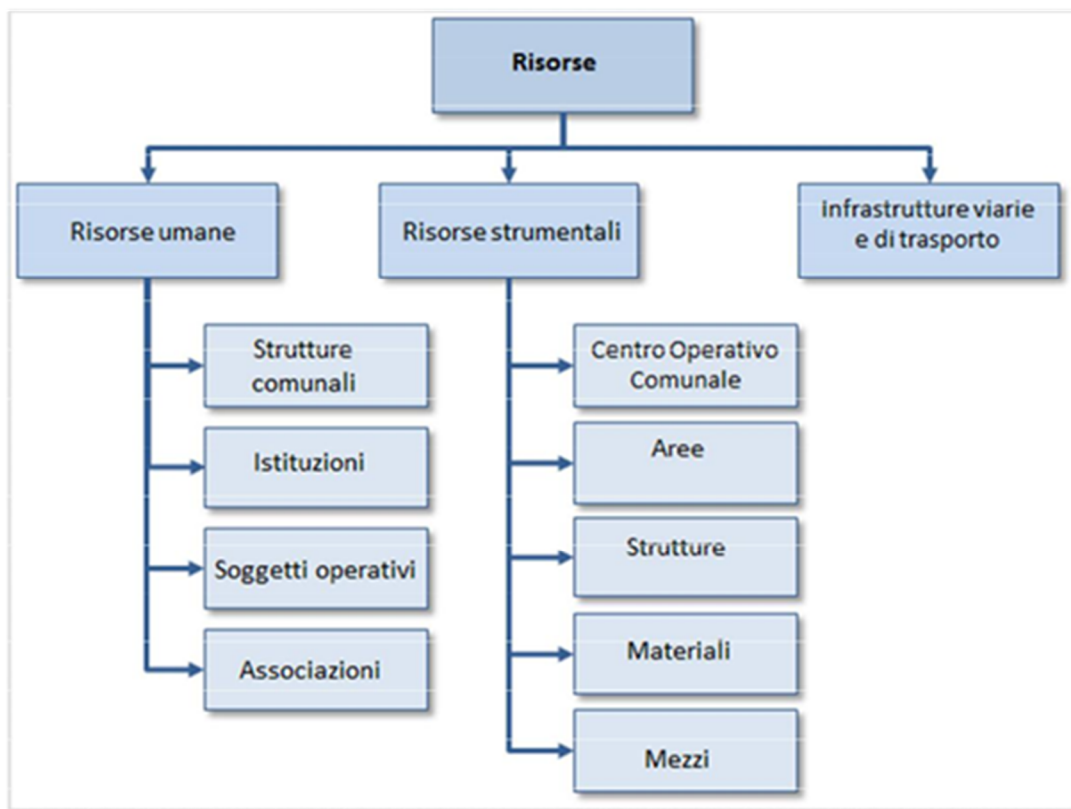 Risorse
Risorse umane
Risorse strumentali
Infrastrutture viarie
e di trasporto
Strutture
comunali
Istituzioni
Soggetti operativi
Associazioni
Centro Operativo
Comunale
Aree
Strutture
Materiali
Mezzi